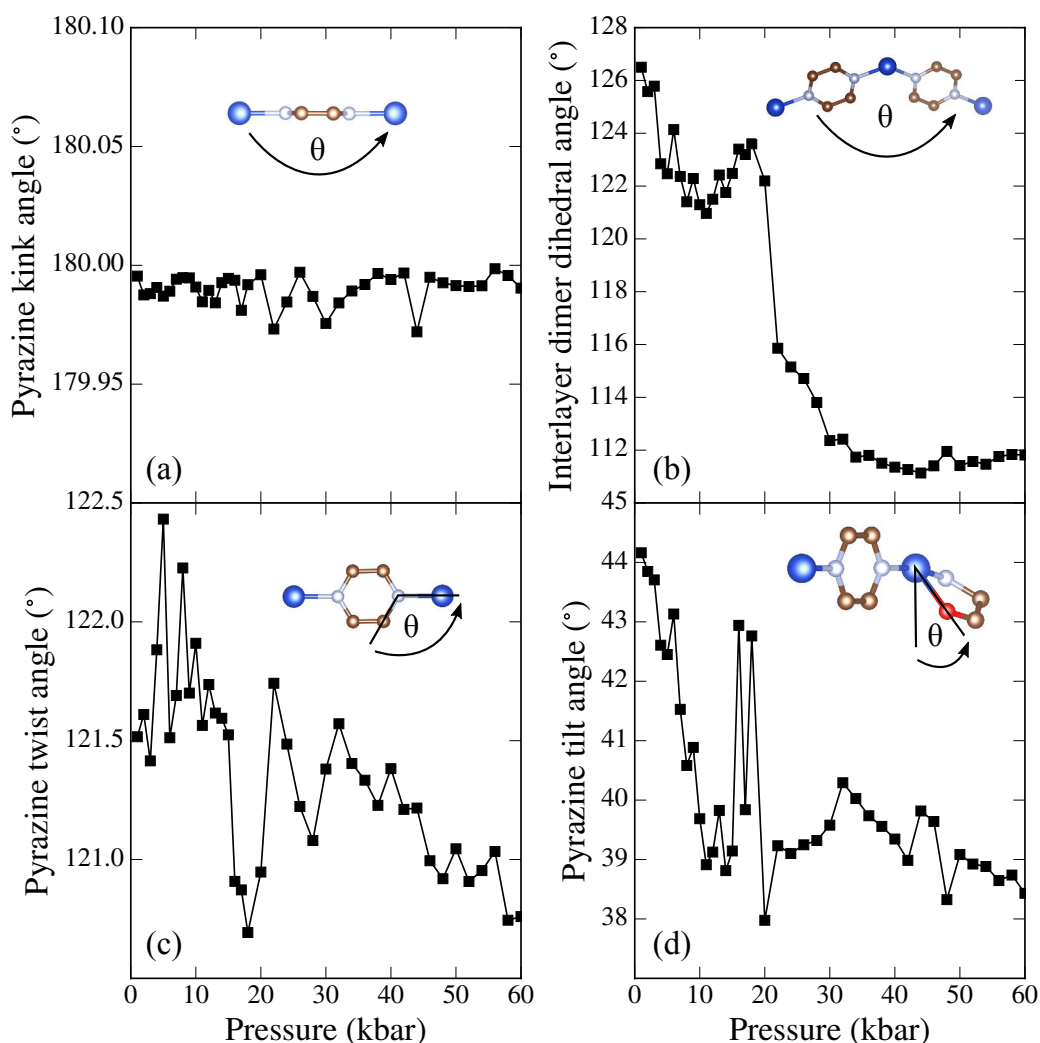 180.10
180.05
180.00
179.95
Pyrazine kink angle (°)
θ
(a)
128
126
124
122
120
118
116
114
112
Interlayer dimer dihedral angle (°)
θ
(b)
122.5
122.0
121.5
121.0
Pyrazine twist angle (°)
θ
(c)
0 10 20 30 40 50 60
Pressure (kbar)
45
44
43
42
41
40
39
38
Pyrazine tilt angle (°)
θ
(d)
0 10 20 30 40 50 60
Pressure (kbar)